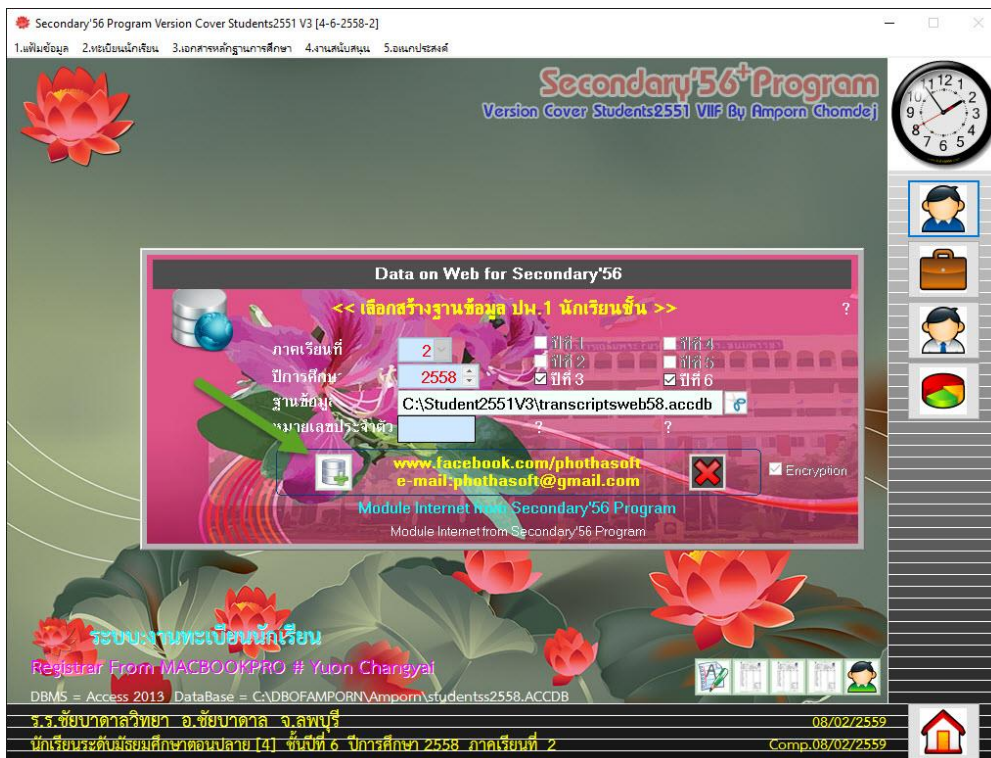 Secondary'56 Program Version Cover Students2551 V3 [4-6-2558-2]
1.แฟ้มข้อมูล 2.ทะเบียนนักเรียน 3.เอกสารหลักฐานการศึกษา 4.งานสนับสนุน 5.อเนกประสงค์
Secondary'56+Program
Version Cover Students2551 VIIF By Amporn Chomdej
10 11 12 1
9 2
8 3
7 6 5 4
Data on Web for Secondary'56
<< เลือกสร้างฐานข้อมูล ปพ.1 นักเรียนชั้น >> ?
ภาคเรียนที่ 2 ปีที่ 1 ปีที่ 4
ปีที่ 2 ปีที่ 5
ปีการศึกษา 2558 ปีที่ 3 ปีที่ 6
ฐานข้อมูล C:\Student2551V3\transcriptsweb58.accdb
หมายเลขประจำตัว ? ?
www.facebook.com/phothasoft
e-mail:phothasoft@gmail.com
Encryption
Module Internet from Secondary'56 Program
Module Internet from Secondary'56 Program
ระบบ:งานทะเบียนนักเรียน
Registrar From MACBOOKPRO # Yuon Changyai
DBMS = Access 2013 DataBase = C:\DBOFAMPORN\Amporn\studentss2558.ACCDB
ร.ร.ชัยบาดาลวิทยา อ.ชัยบาดาล จ.ลพบุรี 08/02/2559
นักเรียนระดับมัธยมศึกษาตอนปลาย [4] ชั้นปีที่ 6 ปีการศึกษา 2558 ภาคเรียนที่ 2 Comp.08/02/2559